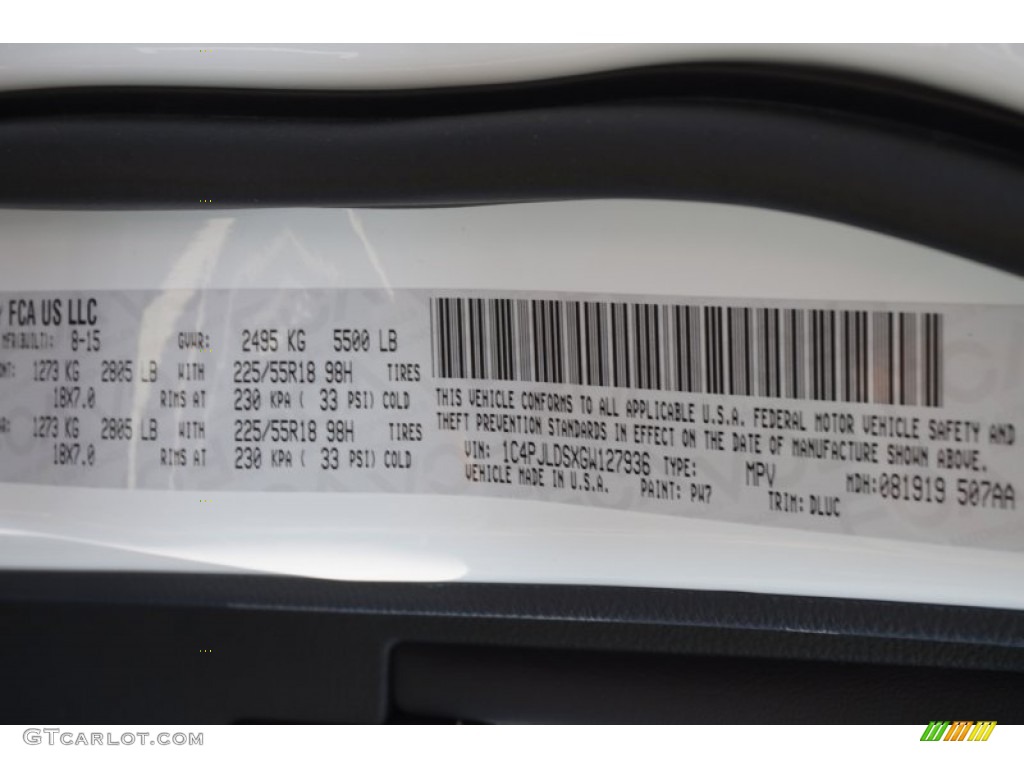 FCA US LLC
MFR(BUILT): 8-15 GVWR: 2495 KG 5500 LB
1273 KG 2805 LB WITH 225/55R18 98H TIRES
18X7.0 RIMS AT 230 KPA ( 33 PSI) COLD
1273 KG 2805 LB WITH 225/55R18 98H TIRES
18X7.0 RIMS AT 230 KPA ( 33 PSI) COLD
THIS VEHICLE CONFORMS TO ALL APPLICABLE U.S.A. FEDERAL MOTOR VEHICLE SAFETY AND
THEFT PREVENTION STANDARDS IN EFFECT ON THE DATE OF MANUFACTURE SHOWN ABOVE.
VIN: 1C4PJLDSXGW127936 TYPE: MPV MDH:081919 507AA
VEHICLE MADE IN U.S.A. PAINT: PW7 TRIM: DLUC
GTcarlot.com